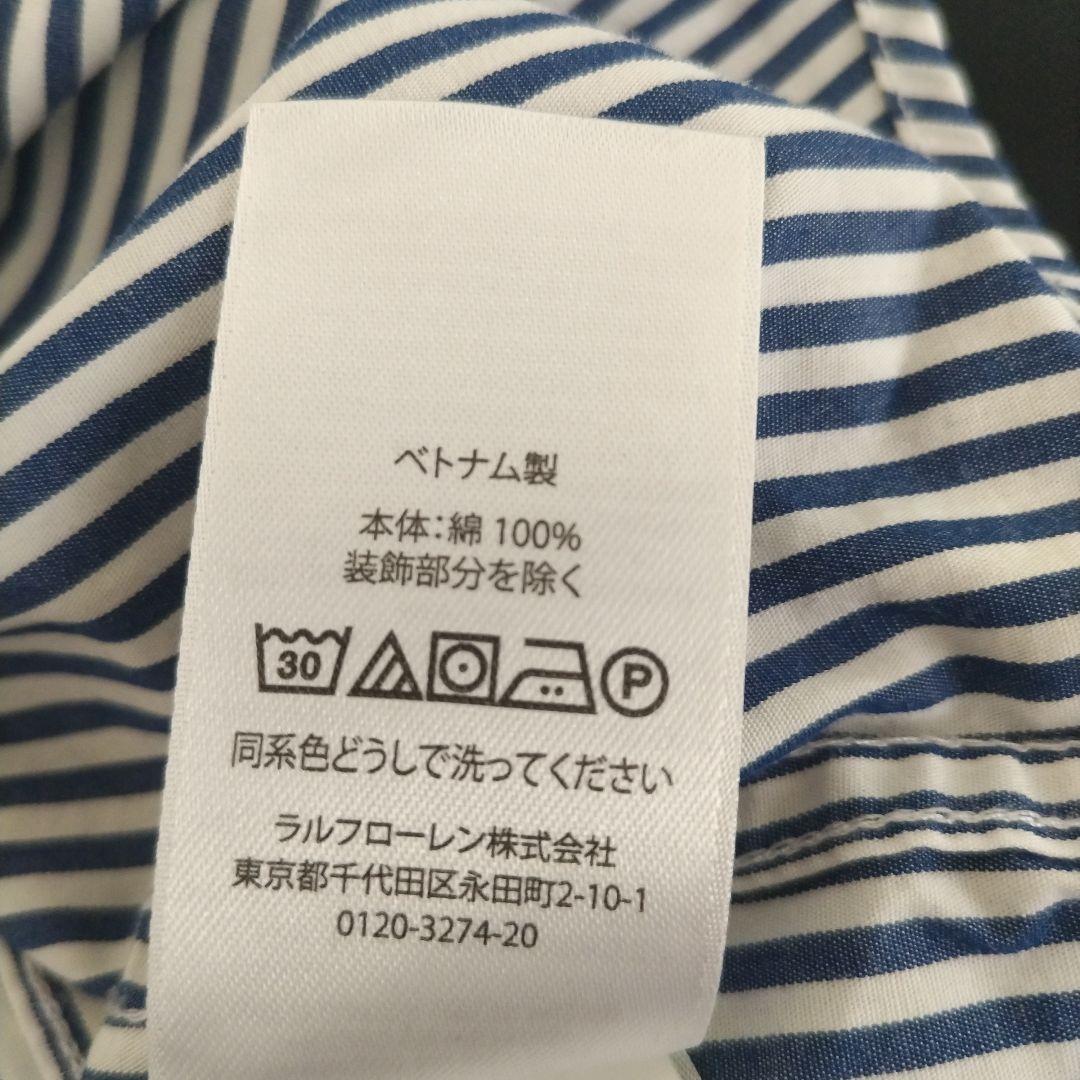 ベトナム製
本体：綿 100%
装飾部分を除く
30 P
同系色どうしで洗ってください
ラルフローレン株式会社
東京都千代田区永田町2-10-1
0120-3274-20